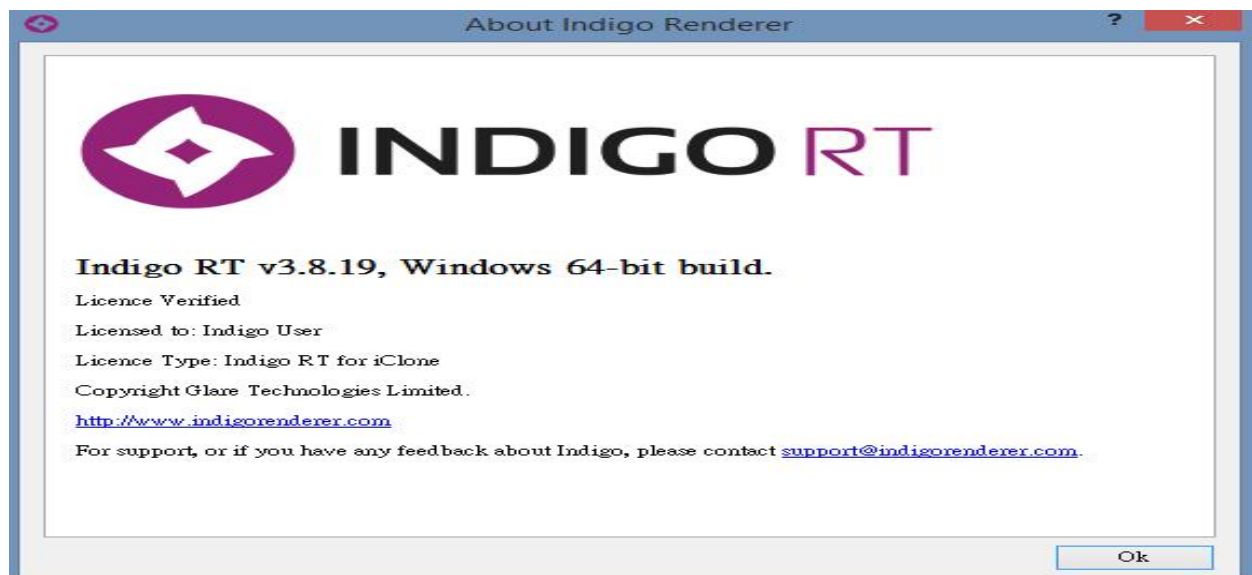 About Indigo Renderer
? ×
INDIGO RT
Indigo RT v3.8.19, Windows 64-bit build.
Licence Verified
Licensed to: Indigo User
Licence Type: Indigo RT for iClone
Copyright Glare Technologies Limited.
http://www.indigorenderer.com
For support, or if you have any feedback about Indigo, please contact support@indigorenderer.com.
Ok